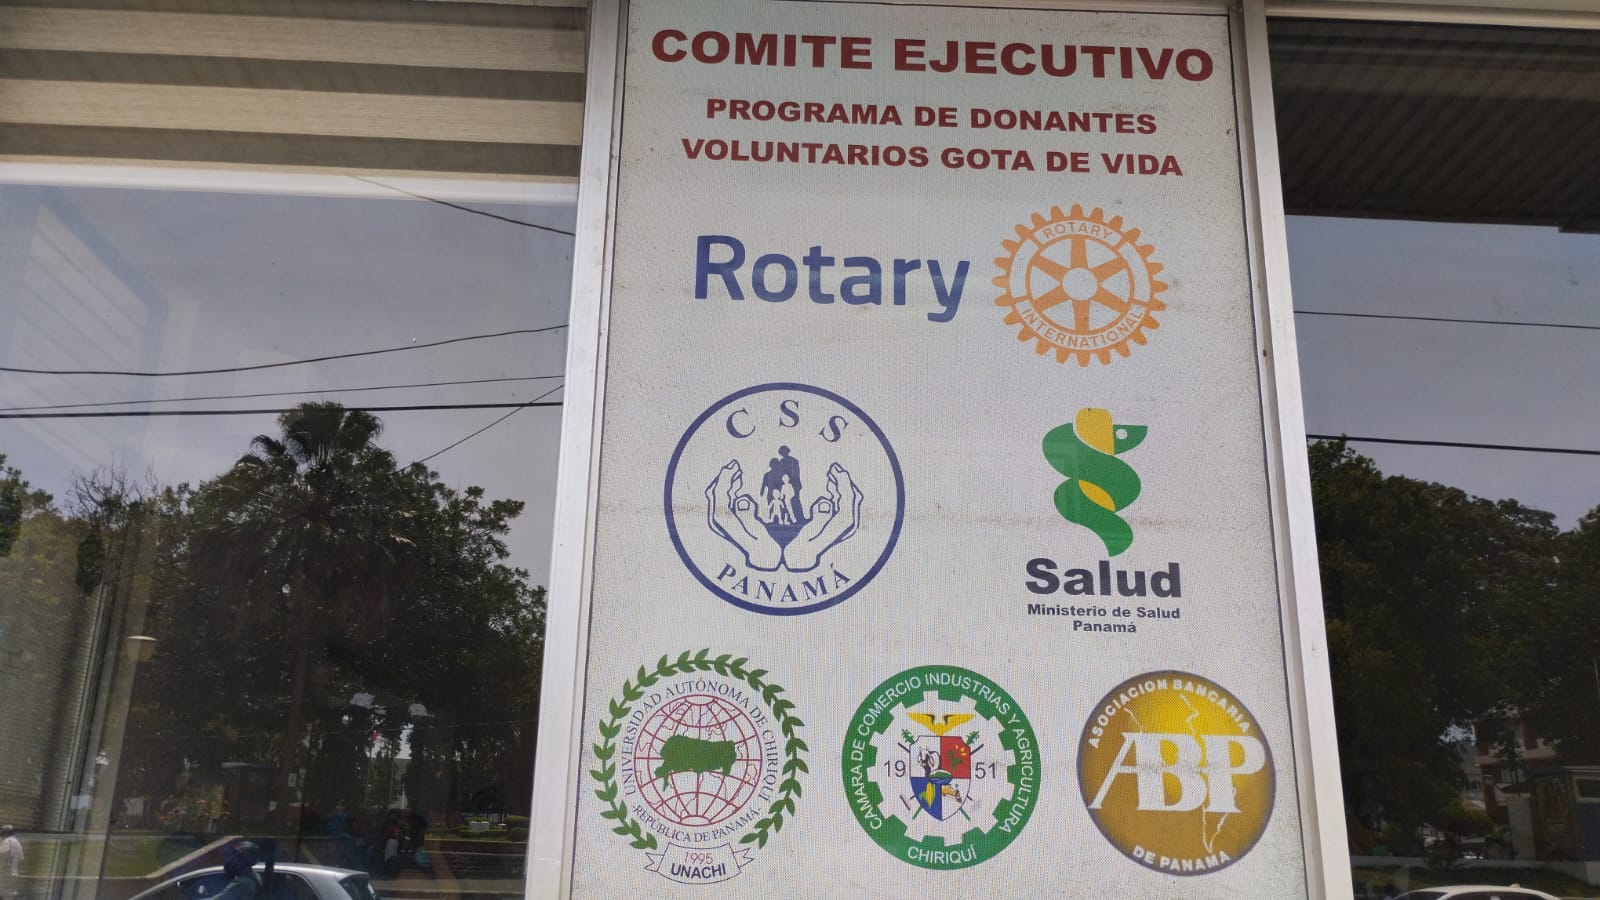 COMITE EJECUTIVO
PROGRAMA DE DONANTES
VOLUNTARIOS GOTA DE VIDA
Rotary
ROTARY
INTERNATIONAL
CSS
PANAMÁ
Salud
Ministerio de Salud
Panamá
UNIVERSIDAD AUTÓNOMA DE CHIRIQUÍ
REPÚBLICA DE PANAMÁ
1995
UNACHI
CAMARA DE COMERCIO INDUSTRIAS Y AGRICULTURA
1951
CHIRIQUÍ
ASOCIACION BANCARIA
ABP
DE PANAMA